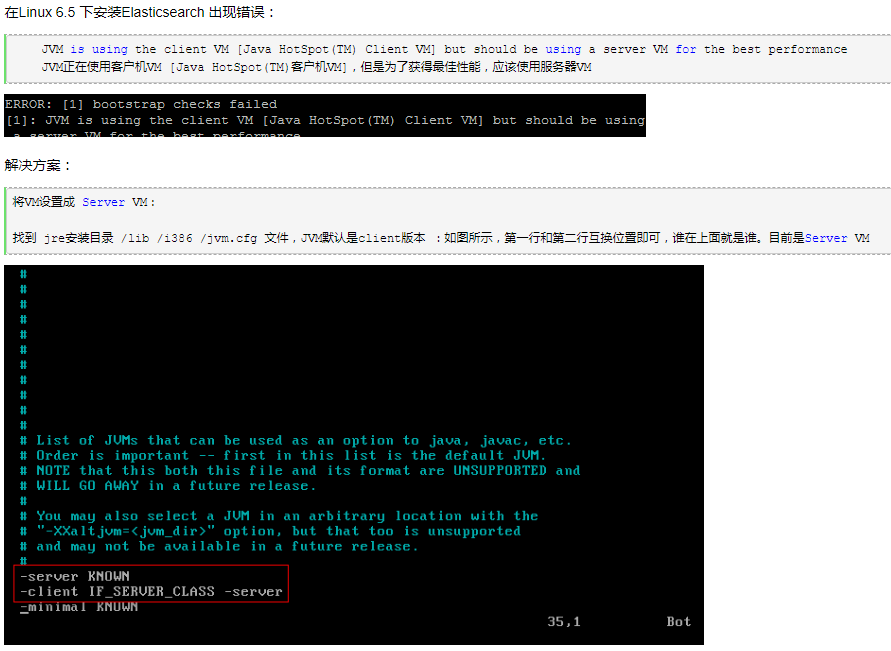 在Linux 6.5 下安装Elasticsearch 出现错误：
JVM is using the client VM [Java HotSpot(TM) Client VM] but should be using a server VM for the best performance
JVM正在使用客户机VM [Java HotSpot(TM)客户机VM]，但是为了获得最佳性能，应该使用服务器VM
ERROR: [1] bootstrap checks failed
[1]: JVM is using the client VM [Java HotSpot(TM) Client VM] but should be using
a server VM for the best performance
解决方案：
将VM设置成 Server VM：
找到 jre安装目录 /lib /i386 /jvm.cfg 文件，JVM默认是client版本 ：如图所示，第一行和第二行互换位置即可，谁在上面就是谁。目前是Server VM
#
#
#
#
#
#
#
#
#
#
#
# List of JVMs that can be used as an option to java, javac, etc.
# Order is important -- first in this list is the default JVM.
# NOTE that this both this file and its format are UNSUPPORTED and
# WILL GO AWAY in a future release.
#
# You may also select a JVM in an arbitrary location with the
# "-XXaltjvm=<jvm_dir>" option, but that too is unsupported
# and may not be available in a future release.
#
-server KNOWN
-client IF_SERVER_CLASS -server
-minimal KNOWN
35,1 Bot